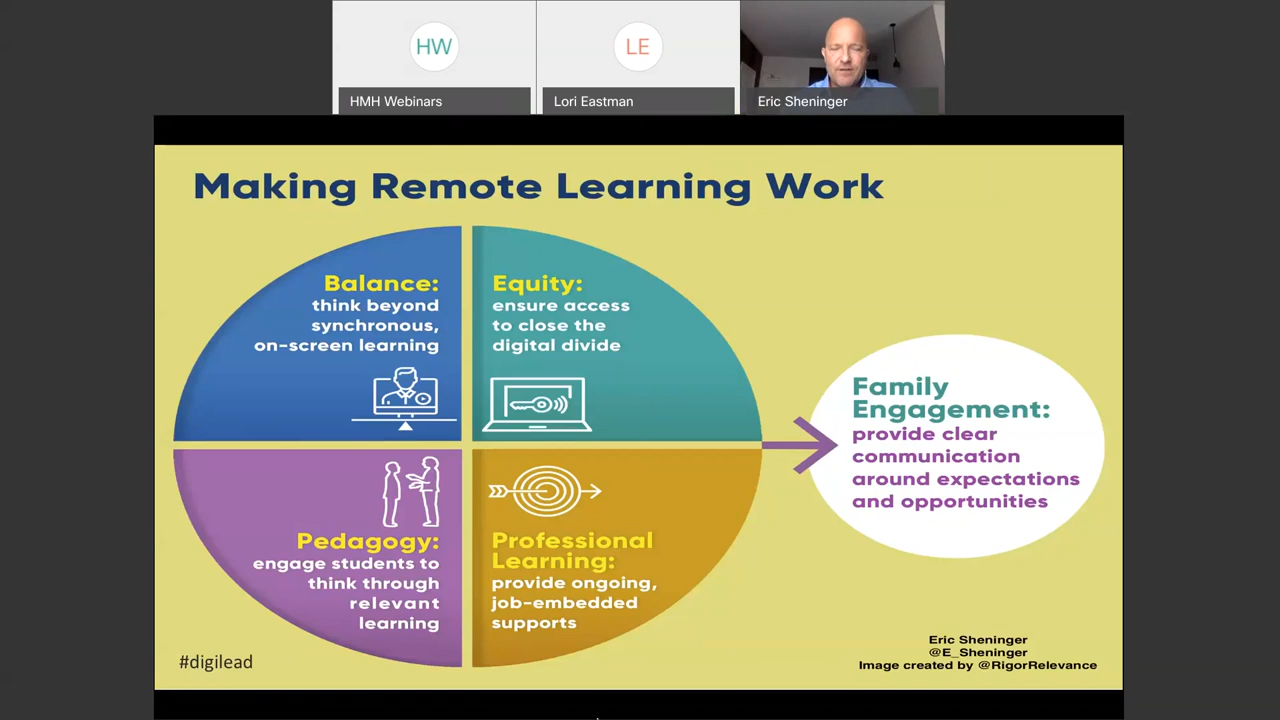 HW
LE
HMH Webinars
Lori Eastman
Eric Sheninger
Making Remote Learning Work
Balance:
think beyond
synchronous,
on-screen learning
Equity:
ensure access
to close the
digital divide
Pedagogy:
engage students to
think through
relevant
learning
Professional
Learning:
provide ongoing,
job-embedded
supports
Family
Engagement:
provide clear
communication
around expectations
and opportunities
#digilead
Eric Sheninger
@E_Sheninger
Image created by @RigorRelevance